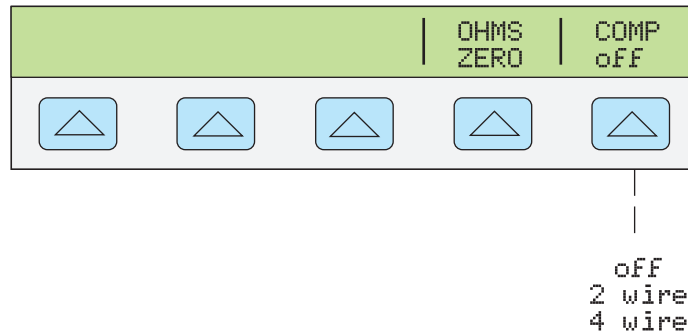 OHMS
ZERO
COMP
off
off
2 wire
4 wire